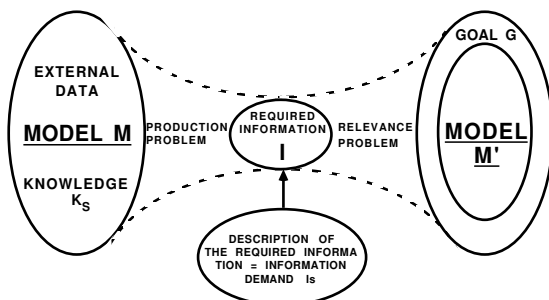 EXTERNAL
DATA
MODEL M
KNOWLEDGE
K_S
PRODUCTION
PROBLEM
REQUIRED
INFORMATION
I
RELEVANCE
PROBLEM
GOAL G
MODEL
M'
DESCRIPTION OF
THE REQUIRED INFORMA
TION = INFORMATION
DEMAND Is